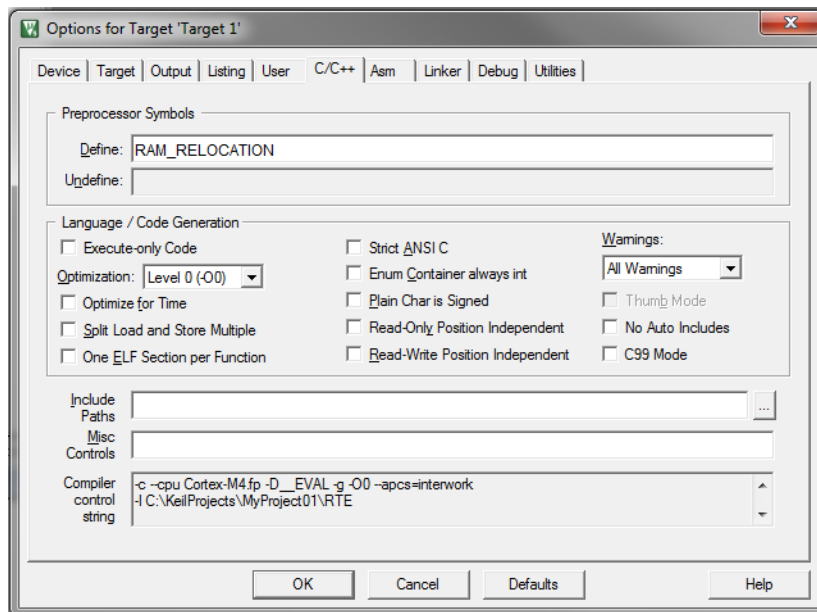 Options for Target 'Target 1'
Device Target Output Listing User C/C++ Asm Linker Debug Utilities
Preprocessor Symbols
Define: RAM_RELOCATION
Undefine:
Language / Code Generation
Execute-only Code
Optimization: Level 0 (-O0)
Optimize for Time
Split Load and Store Multiple
One ELF Section per Function
Strict ANSI C
Enum Container always int
Plain Char is Signed
Read-Only Position Independent
Read-Write Position Independent
Warnings:
All Warnings
Thumb Mode
No Auto Includes
C99 Mode
Include
Paths
...
Misc
Controls
Compiler
control
string
-c --cpu Cortex-M4.fp -D__EVAL -g -O0 --apcs=interwork
-I C:\KeilProjects\MyProject01\RTE
OK Cancel Defaults Help